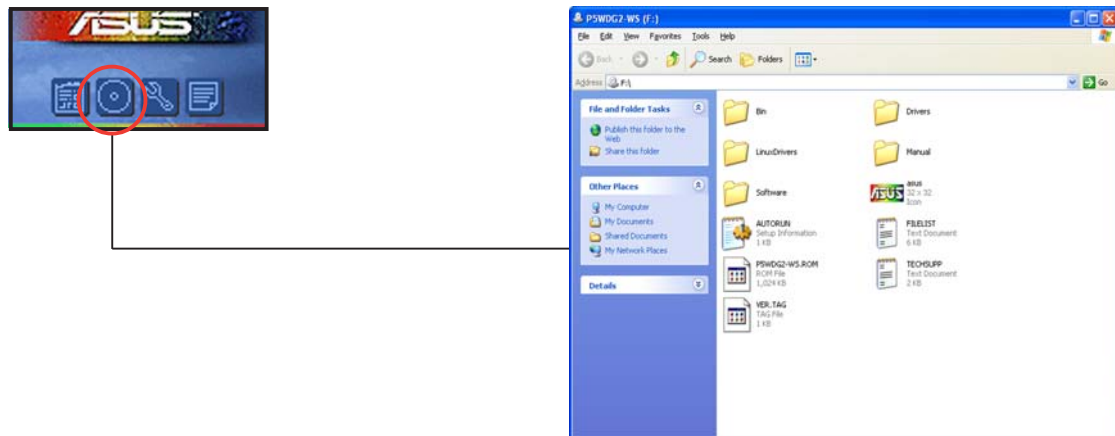 ASUS
P5WDG2-WS (F:)
File Edit View Favorites Tools Help
Back Search Folders
Address F:\ Go
File and Folder Tasks
Publish this folder to the
Web
Share this folder
Other Places
My Computer
My Documents
Shared Documents
My Network Places
Details
Bin
Drivers
LinuxDrivers
Manual
Software
ASUS
asus
32 x 32
Icon
AUTORUN
Setup Information
1 KB
FILELIST
Text Document
6 KB
P5WDG2-WS.ROM
ROM File
1,024 KB
TECHSUPP
Text Document
2 KB
VER.TAG
TAG File
1 KB